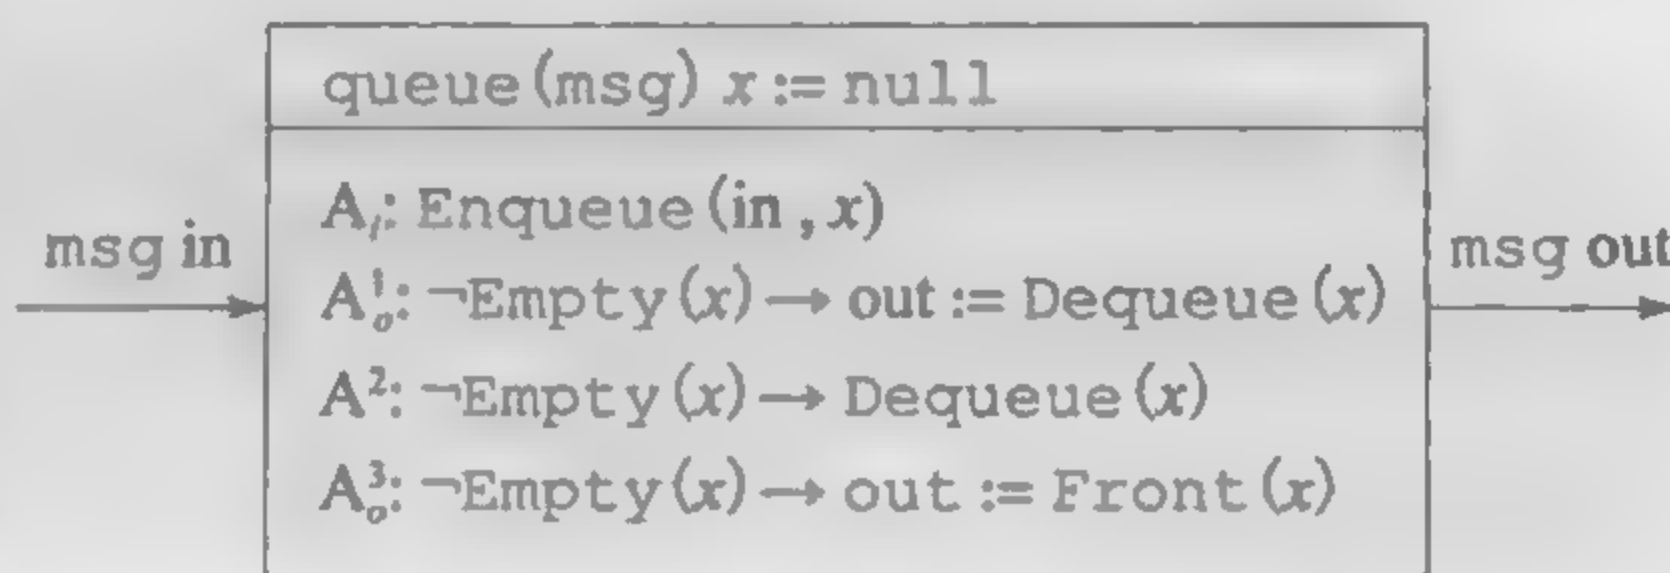 queue(msg) x := null
msg in
A_i: Enqueue(in, x)
A_o^1: ¬Empty(x) → out := Dequeue(x)
A^2: ¬Empty(x) → Dequeue(x)
A_o^3: ¬Empty(x) → out := Front(x)
msg out